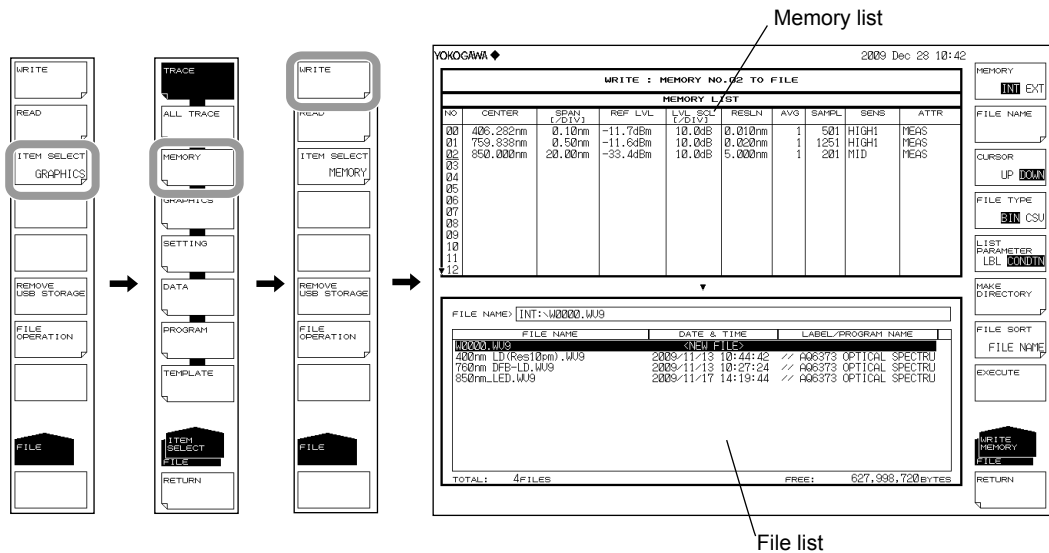 Memory list
WRITE
READ
ITEM SELECT
GRAPHICS
REMOVE
USB STORAGE
FILE
OPERATION
FILE
TRACE
ALL TRACE
MEMORY
GRAPHICS
SETTING
DATA
PROGRAM
TEMPLATE
ITEM
SELECT
FILE
RETURN
WRITE
READ
ITEM SELECT
MEMORY
REMOVE
USB STORAGE
FILE
OPERATION
FILE
YOKOGAWA 2009 Dec 28 10:42
WRITE : MEMORY NO.02 TO FILE
MEMORY LIST
NO CENTER SPAN REF LVL LVL SCL RESLN AVG SAMPL SENS ATTR
[/DIV] [/DIV]
00 406.282nm 0.10nm -11.7dBm 10.0dB 0.010nm 1 501 HIGH1 MEAS
01 759.838nm 0.50nm -11.6dBm 10.0dB 0.020nm 1 1251 HIGH1 MEAS
02 850.000nm 20.00nm -33.4dBm 10.0dB 5.000nm 1 201 MID MEAS
03
04
05
06
07
08
09
10
11
▼12
▼
FILE NAME> INT:\W0000.WV9
FILE NAME DATE & TIME LABEL/PROGRAM NAME
W0000.WV9 <NEW FILE>
400nm LD(Res10pm).WV9 2009/11/13 10:44:42 // AQ6373 OPTICAL SPECTRU
760nm DFB-LD.WV9 2009/11/13 10:27:24 // AQ6373 OPTICAL SPECTRU
850nm_LED.WV9 2009/11/17 14:19:44 // AQ6373 OPTICAL SPECTRU
TOTAL: 4FILES FREE: 627,998,720BYTES
MEMORY
INT EXT
FILE NAME
CURSOR
UP DOWN
FILE TYPE
BIN CSV
LIST
PARAMETER
LBL CONDTN
MAKE
DIRECTORY
FILE SORT
FILE NAME
EXECUTE
WRITE
MEMORY
FILE
RETURN
File list